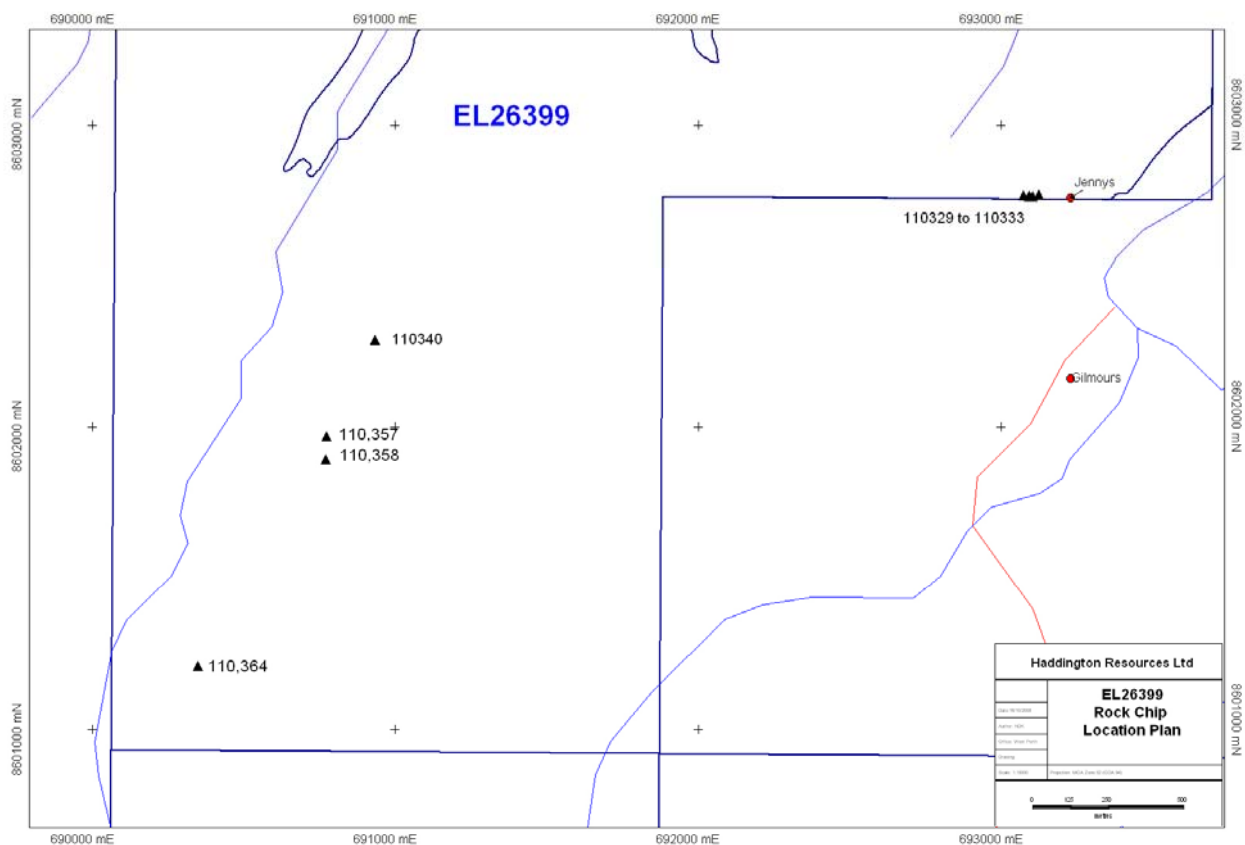 690000 mE
691000 mE
692000 mE
693000 mE
8603000 mN
8603000 mN
EL26399
Jennys
110329 to 110333
110340
Gilmours
8602000 mN
8602000 mN
110,357
110,358
110,364
8601000 mN
8601000 mN
Haddington Resources Ltd
EL26399
Rock Chip
Location Plan
0 125 250 500
metres
690000 mE
691000 mE
692000 mE
693000 mE